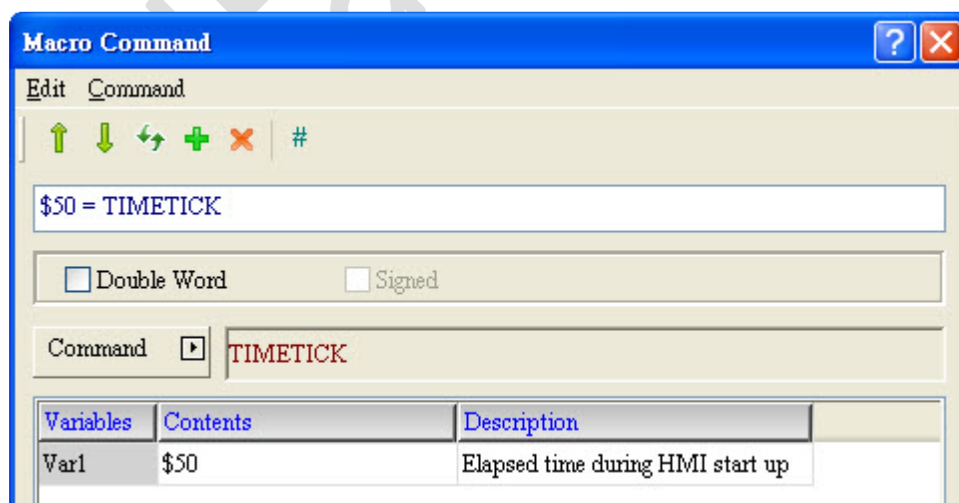 Macro Command
Edit Command
#
$50 = TIMETICK
Double Word Signed
Command TIMETICK
Variables Contents Description
Var1 $50 Elapsed time during HMI start up